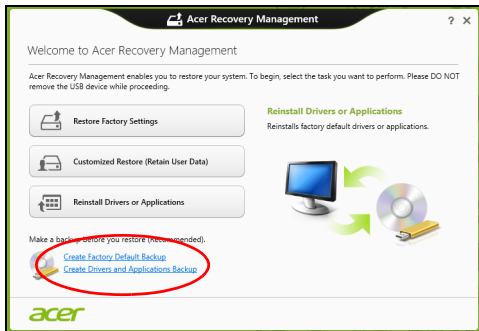 Acer Recovery Management
? ×
Welcome to Acer Recovery Management
Acer Recovery Management enables you to restore your system. To begin, select the task you want to perform. Please DO NOT
remove the USB device while proceeding.
Restore Factory Settings
Customized Restore (Retain User Data)
Reinstall Drivers or Applications
Reinstall Drivers or Applications
Reinstalls factory default drivers or applications.
Make a backup before you restore (Recommended).
Create Factory Default Backup
Create Drivers and Applications Backup
acer